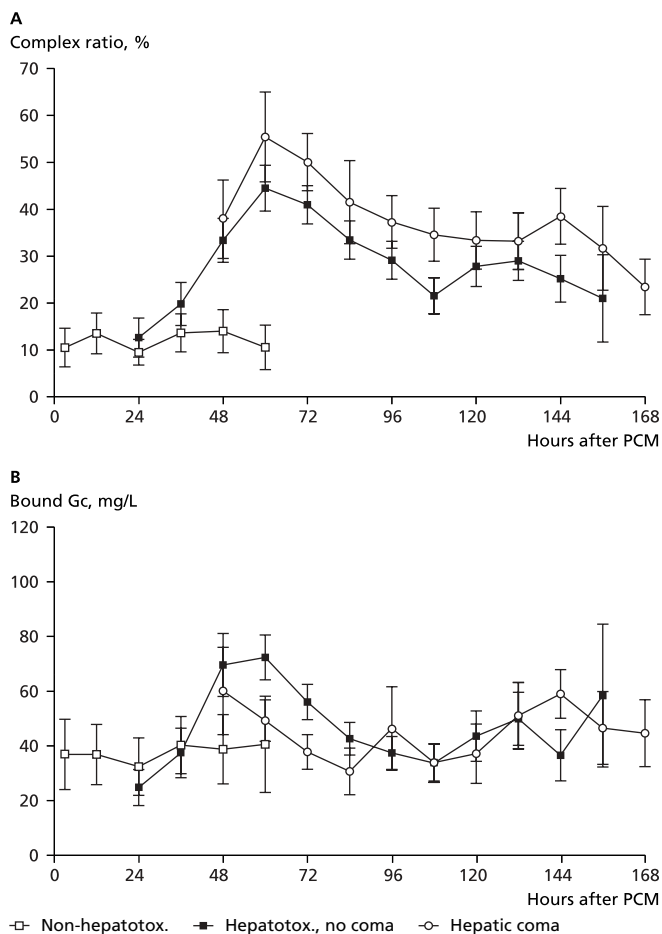 A
Complex ratio, %
70
60
50
40
30
20
10
0
0 24 48 72 96 120 144 168
Hours after PCM
B
Bound Gc, mg/L
120
100
80
60
40
20
0
0 24 48 72 96 120 144 168
Hours after PCM
Non-hepatotox. Hepatotox., no coma Hepatic coma